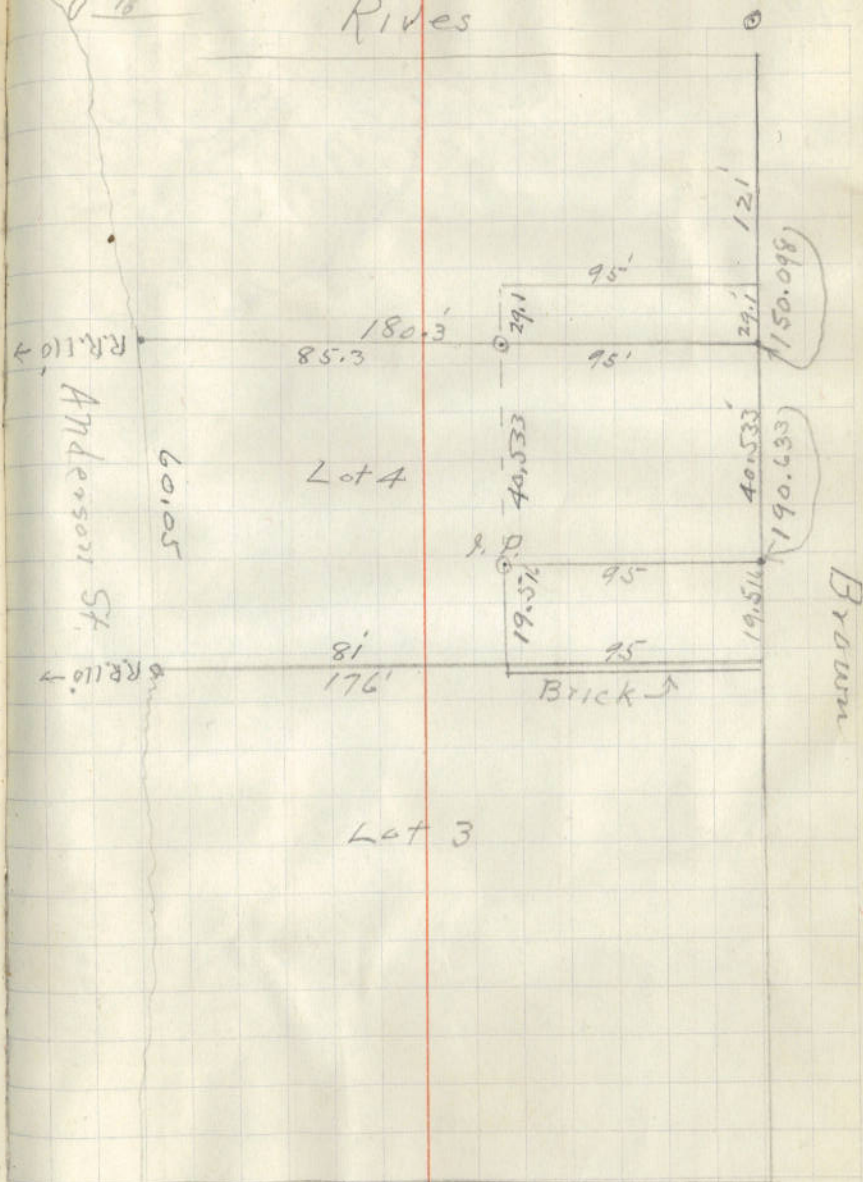 Rives
121'
95'
29.1
29.1'
150.098
180.3'
85.3
95'
R.R.110' →
Anderson St.
60.05
Lot 4
40.533
40.533'
190.633
95
19.516
19.516
Brown
R.R.110' →
81'
176'
95
Brick →
Lot 3